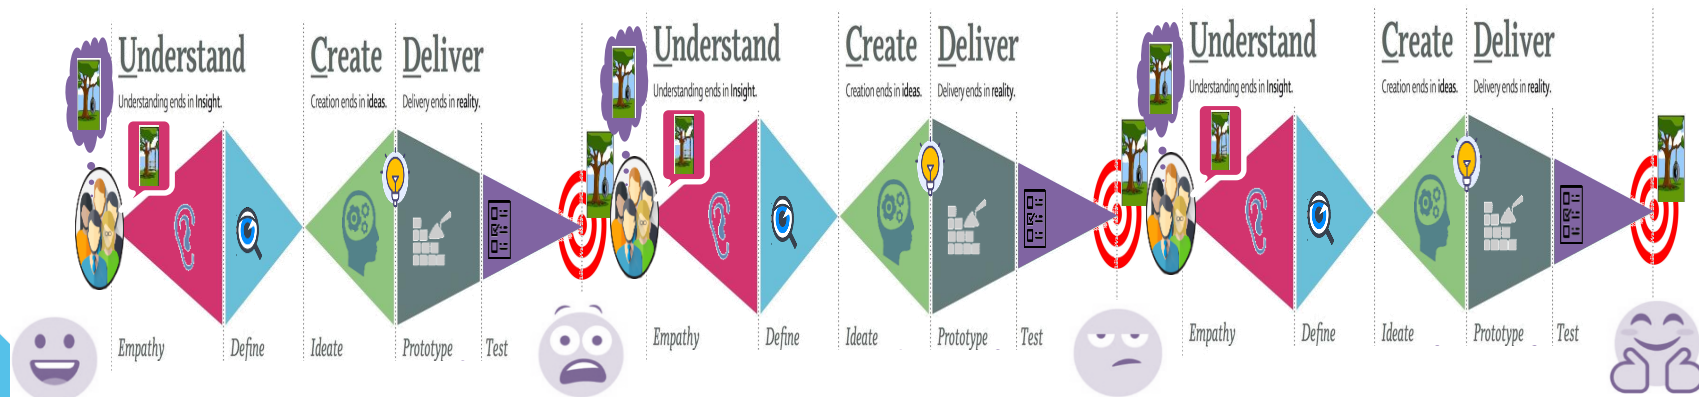 Understand
Create
Deliver
Understanding ends in Insight.
Creation ends in ideas.
Delivery ends in reality.
Empathy
Define
Ideate
Prototype
Test
Understand
Create
Deliver
Understanding ends in Insight.
Creation ends in ideas.
Delivery ends in reality.
Empathy
Define
Ideate
Prototype
Test
Understand
Create
Deliver
Understanding ends in Insight.
Creation ends in ideas.
Delivery ends in reality.
Empathy
Define
Ideate
Prototype
Test